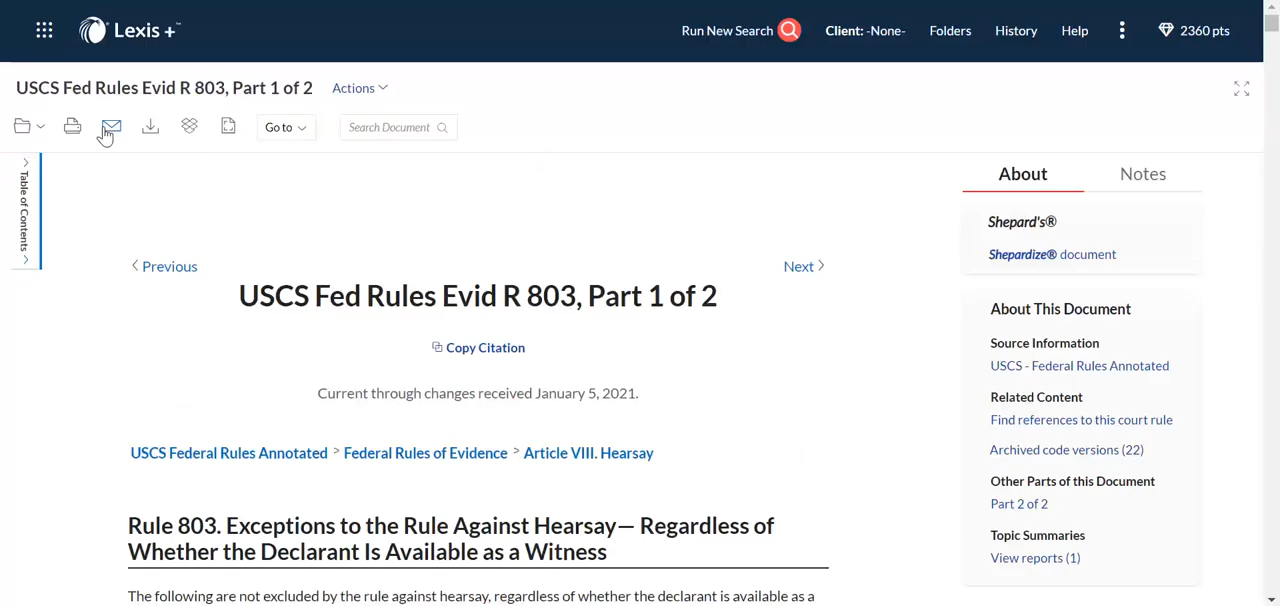 Lexis +™
Run New Search
Client: -None-
Folders
History
Help
2360 pts
USCS Fed Rules Evid R 803, Part 1 of 2
Actions
Go to
Search Document
Table of Contents
About
Notes
Shepard's®
Shepardize® document
Previous
Next
USCS Fed Rules Evid R 803, Part 1 of 2
Copy Citation
Current through changes received January 5, 2021.
USCS Federal Rules Annotated > Federal Rules of Evidence > Article VIII. Hearsay
Rule 803. Exceptions to the Rule Against Hearsay— Regardless of
Whether the Declarant Is Available as a Witness
The following are not excluded by the rule against hearsay, regardless of whether the declarant is available as a
About This Document
Source Information
USCS - Federal Rules Annotated
Related Content
Find references to this court rule
Archived code versions (22)
Other Parts of this Document
Part 2 of 2
Topic Summaries
View reports (1)